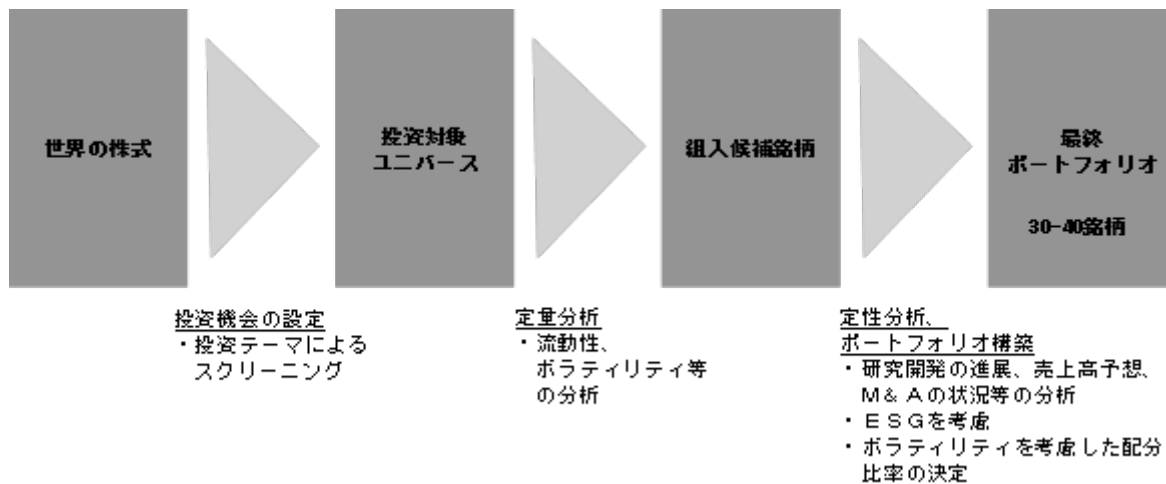 世界の株式
投資対象
ユニバース
組入候補銘柄
最終
ポートフォリオ
30-40銘柄
投資機会の設定
・投資テーマによる
スクリーニング
定量分析
・流動性、
ボラティリティ等
の分析
定性分析、
ポートフォリオ構築
・研究開発の進展、売上高予想、
M&Aの状況等の分析
・ESGを考慮
・ボラティリティを考慮した配分
比率の決定